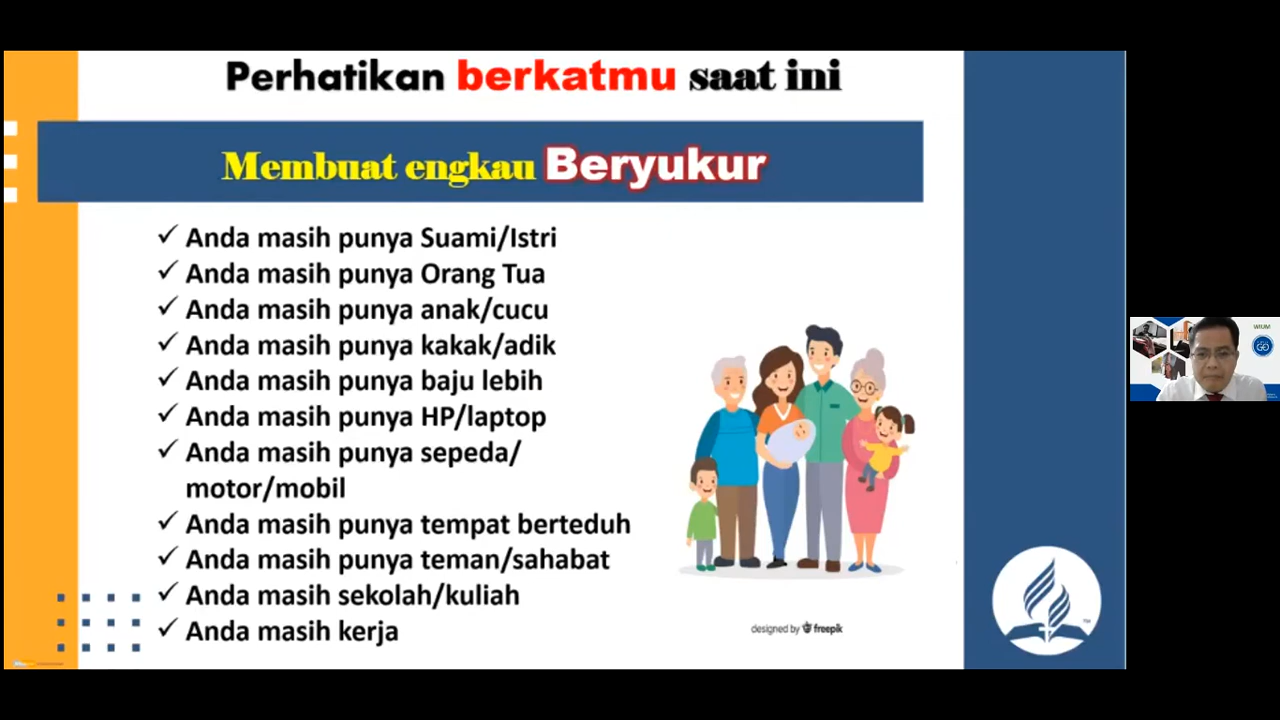 Perhatikan berkatmu saat ini
Membuat engkau Beryukur
✓ Anda masih punya Suami/Istri
✓ Anda masih punya Orang Tua
✓ Anda masih punya anak/cucu
✓ Anda masih punya kakak/adik
✓ Anda masih punya baju lebih
✓ Anda masih punya HP/laptop
✓ Anda masih punya sepeda/
motor/mobil
✓ Anda masih punya tempat berteduh
✓ Anda masih punya teman/sahabat
✓ Anda masih sekolah/kuliah
✓ Anda masih kerja
designed by freepik
TM
WIUM